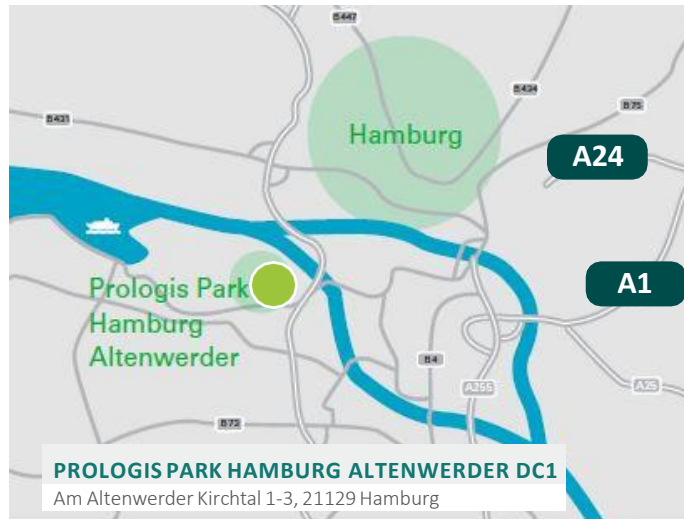 B447
B434
B75
B431
Hamburg
A24
A1
Prologis Park
Hamburg
Altenwerder
B4
A255
A25
B73
PROLOGIS PARK HAMBURG ALTENWERDER DC1
Am Altenwerder Kirchtal 1-3, 21129 Hamburg